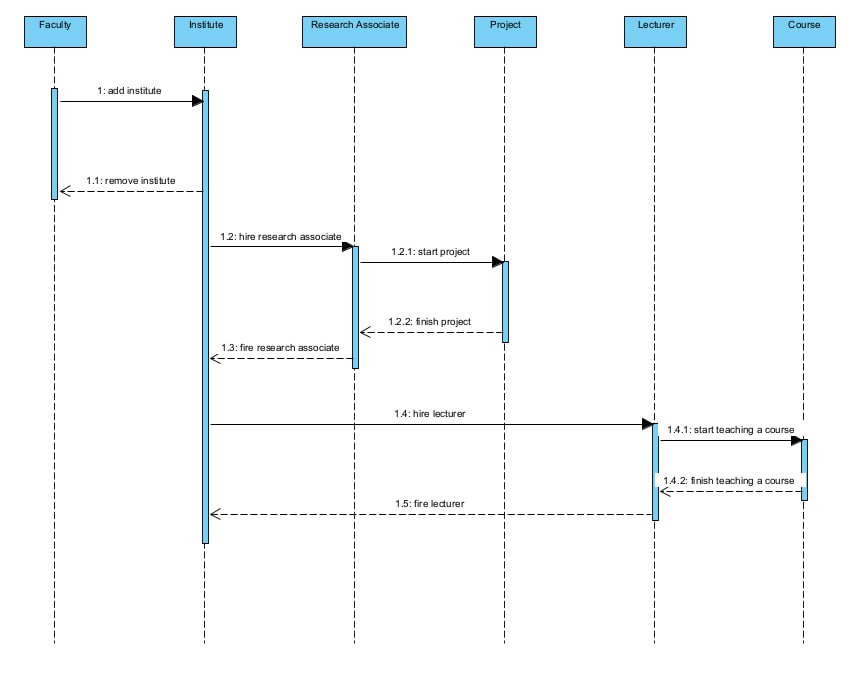 Faculty
Institute
Research Associate
Project
Lecturer
Course
1: add institute
1.1: remove institute
1.2: hire research associate
1.2.1: start project
1.2.2: finish project
1.3: fire research associate
1.4: hire lecturer
1.4.1: start teaching a course
1.4.2: finish teaching a course
1.5: fire lecturer